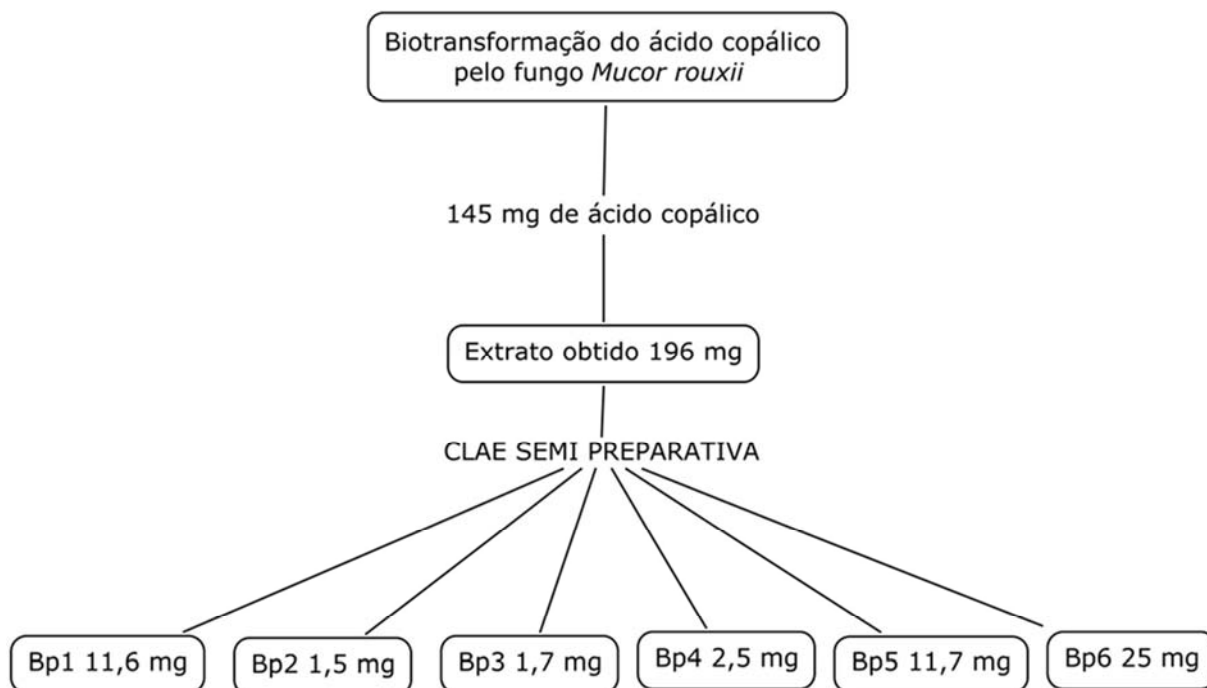 Biotransformação do ácido copálico
pelo fungo Mucor rouxii
145 mg de ácido copálico
Extrato obtido 196 mg
CLAE SEMI PREPARATIVA
Bp1 11,6 mg
Bp2 1,5 mg
Bp3 1,7 mg
Bp4 2,5 mg
Bp5 11,7 mg
Bp6 25 mg